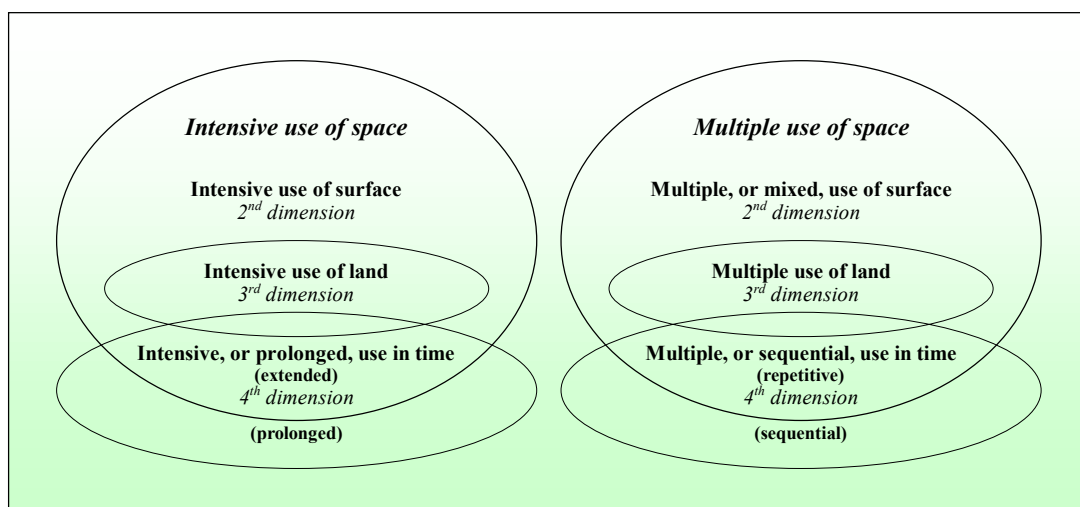 Intensive use of space
Intensive use of surface
2nd dimension
Intensive use of land
3rd dimension
Intensive, or prolonged, use in time
(extended)
4th dimension
(prolonged)
Multiple use of space
Multiple, or mixed, use of surface
2nd dimension
Multiple use of land
3rd dimension
Multiple, or sequential, use in time
(repetitive)
4th dimension
(sequential)